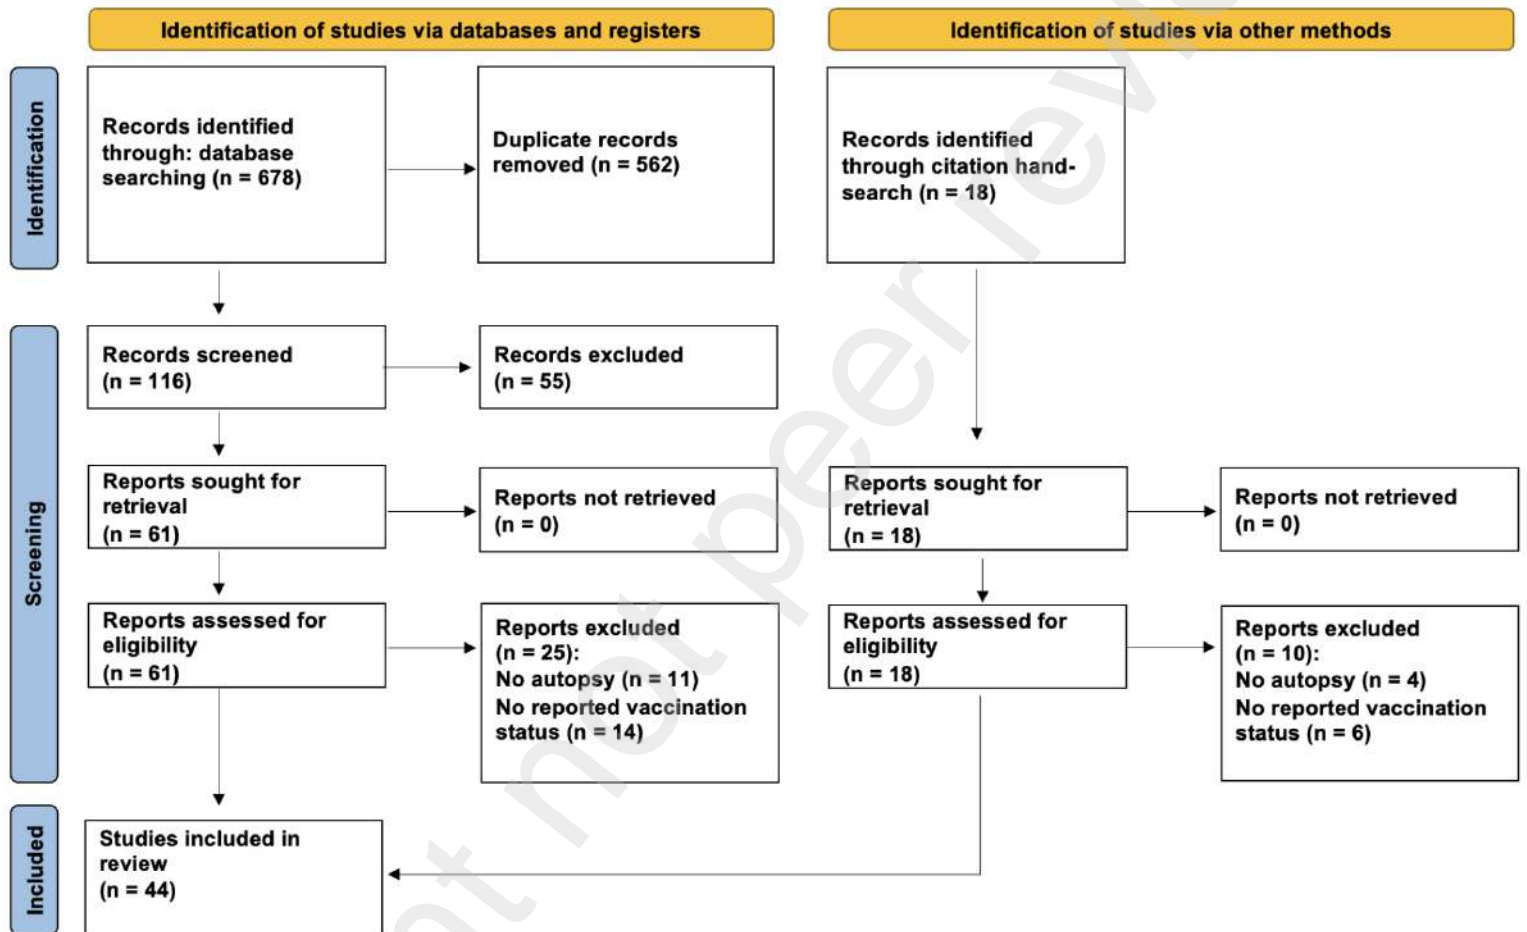 Identification of studies via databases and registers
Identification of studies via other methods
Identification
Records identified
through: database
searching (n = 678)
Duplicate records
removed (n = 562)
Records identified
through citation hand-
search (n = 18)
Screening
Records screened
(n = 116)
Records excluded
(n = 55)
Reports sought for
retrieval
(n = 61)
Reports not retrieved
(n = 0)
Reports sought for
retrieval
(n = 18)
Reports not retrieved
(n = 0)
Reports assessed for
eligibility
(n = 61)
Reports excluded
(n = 25):
No autopsy (n = 11)
No reported vaccination
status (n = 14)
Reports assessed for
eligibility
(n = 18)
Reports excluded
(n = 10):
No autopsy (n = 4)
No reported vaccination
status (n = 6)
Included
Studies included in
review
(n = 44)
nt not peer revi